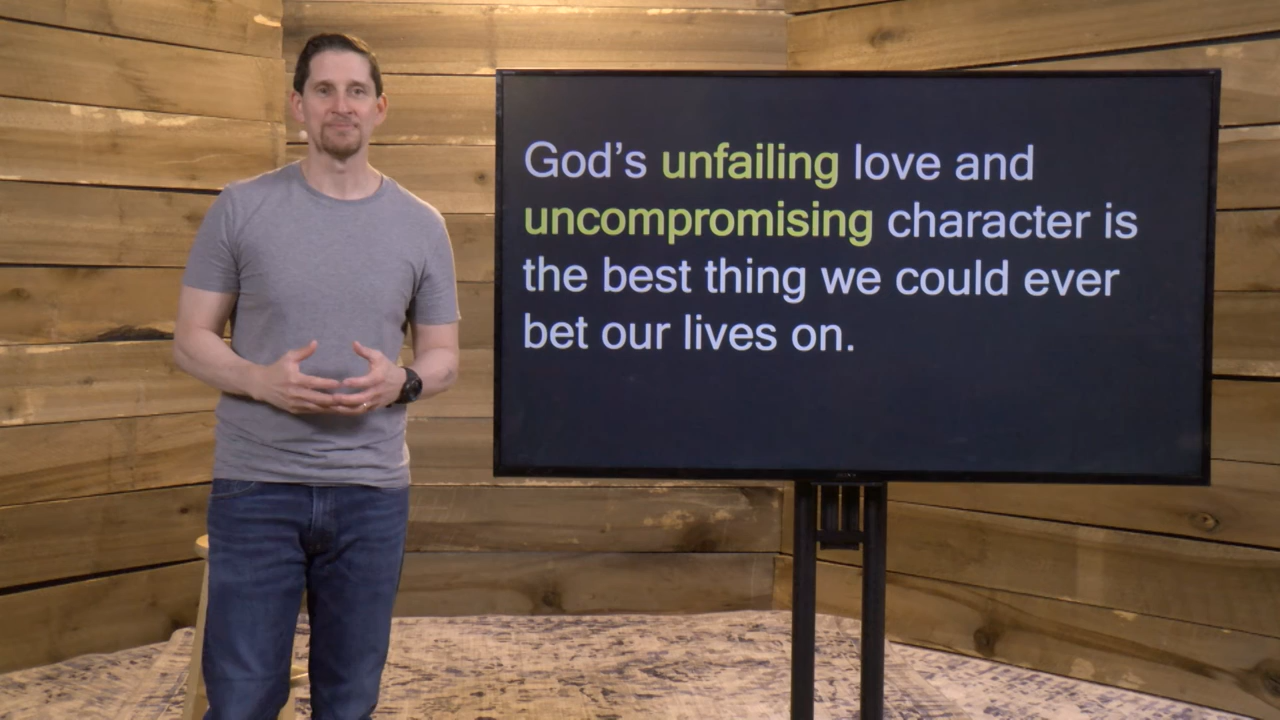 God’s unfailing love and
uncompromising character is
the best thing we could ever
bet our lives on.